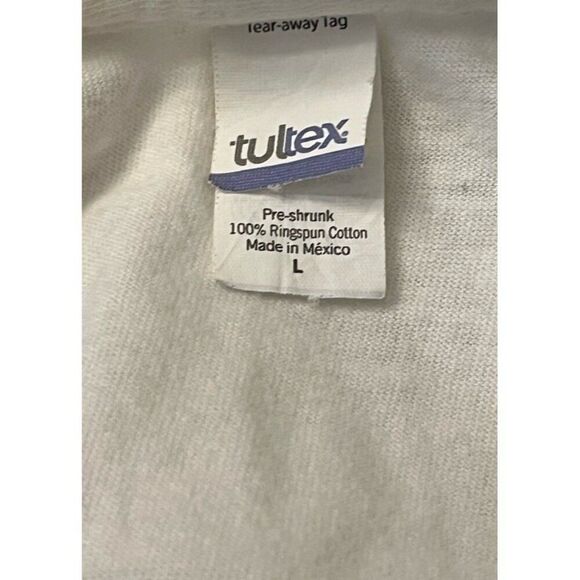 Tear-away Tag
tultex
Pre-shrunk
100% Ringspun Cotton
Made in México
L